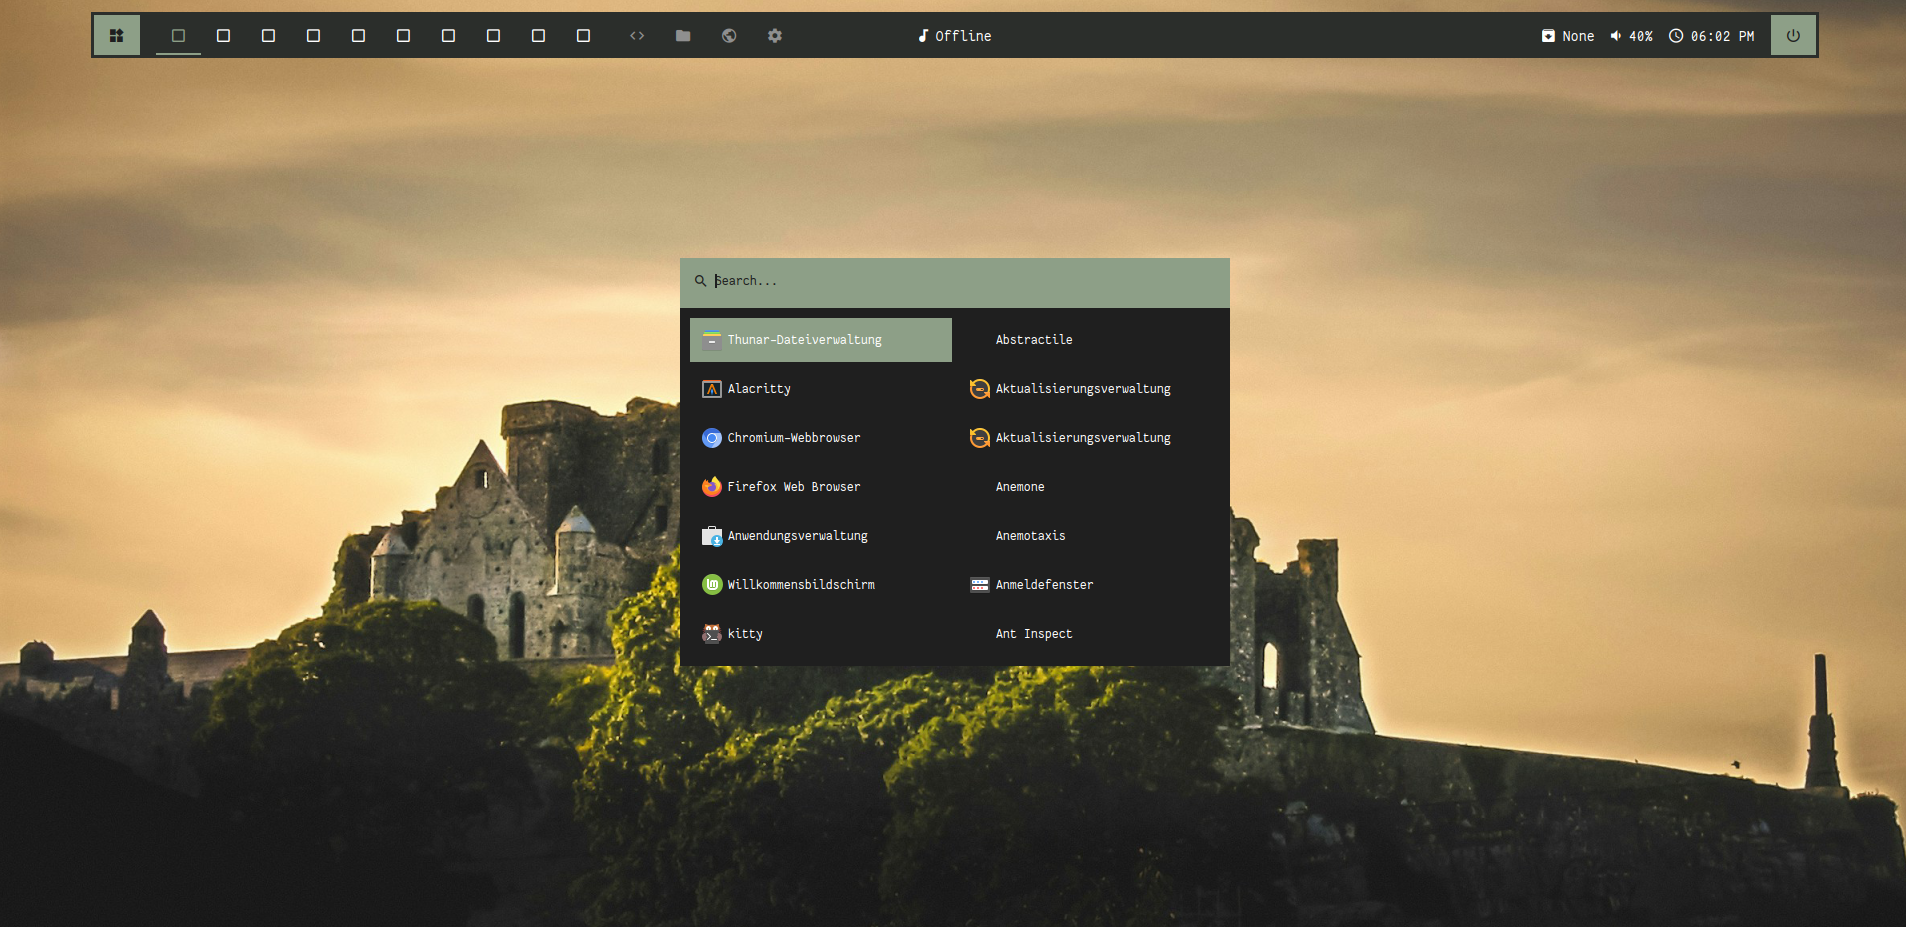 Offline
None
40%
06:02 PM
Search...
Thunar-Dateiverwaltung
Abstractile
Alacritty
Aktualisierungsverwaltung
Chromium-Webbrowser
Aktualisierungsverwaltung
Firefox Web Browser
Anemone
Anwendungsverwaltung
Anemotaxis
Willkommensbildschirm
Anmeldefenster
kitty
Ant Inspect